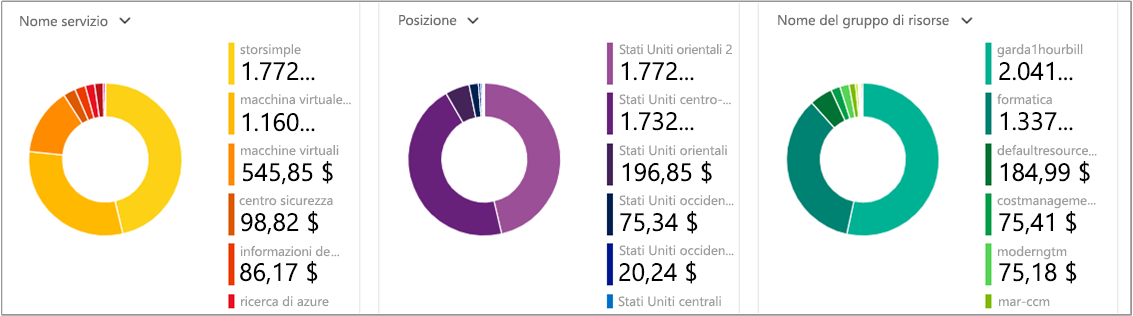 Nome servizio
storsimple
1.772...
macchina virtuale...
1.160...
macchine virtuali
545,85 $
centro sicurezza
98,82 $
informazioni de...
86,17 $
ricerca di azure
Posizione
Stati Uniti orientali 2
1.772...
Stati Uniti centro-...
1.732...
Stati Uniti orientali
196,85 $
Stati Uniti occiden...
75,34 $
Stati Uniti occiden...
20,24 $
Stati Uniti centrali
Nome del gruppo di risorse
garda1hourbill
2.041...
formatica
1.337...
defaultresource...
184,99 $
costmanageme...
75,41 $
moderngtm
75,18 $
mar-ccm